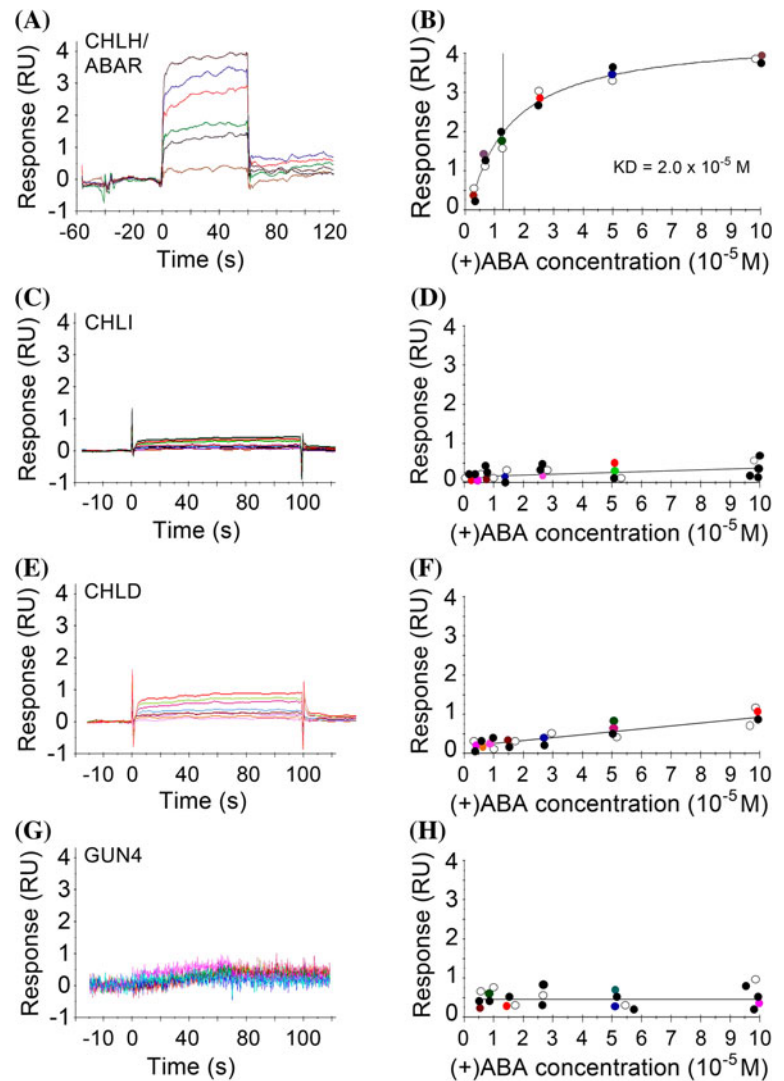 (A)
CHLH/
ABAR
Response (RU)
4
3
2
1
0
-1
-60 -20 0 20 40 60 80 120
Time (s)
(B)
Response (RU)
4
3
2
1
0
KD = 2.0 x 10⁻⁵ M
0 1 2 3 4 5 6 7 8 9 10
(+)ABA concentration (10⁻⁵M)
(C)
CHLI
Response (RU)
4
3
2
1
0
-1
-10 0 40 80 100
Time (s)
(D)
Response (RU)
4
3
2
1
0
0 1 2 3 4 5 6 7 8 9 10
(+)ABA concentration (10⁻⁵M)
(E)
CHLD
Response (RU)
4
3
2
1
0
-1
-10 0 40 80 100
Time (s)
(F)
Response (RU)
4
3
2
1
0
0 1 2 3 4 5 6 7 8 9 10
(+)ABA concentration (10⁻⁵M)
(G)
GUN4
Response (RU)
4
3
2
1
0
-1
-10 0 40 80 100
Time (s)
(H)
Response (RU)
4
3
2
1
0
0 1 2 3 4 5 6 7 8 9 10
(+)ABA concentration (10⁻⁵M)